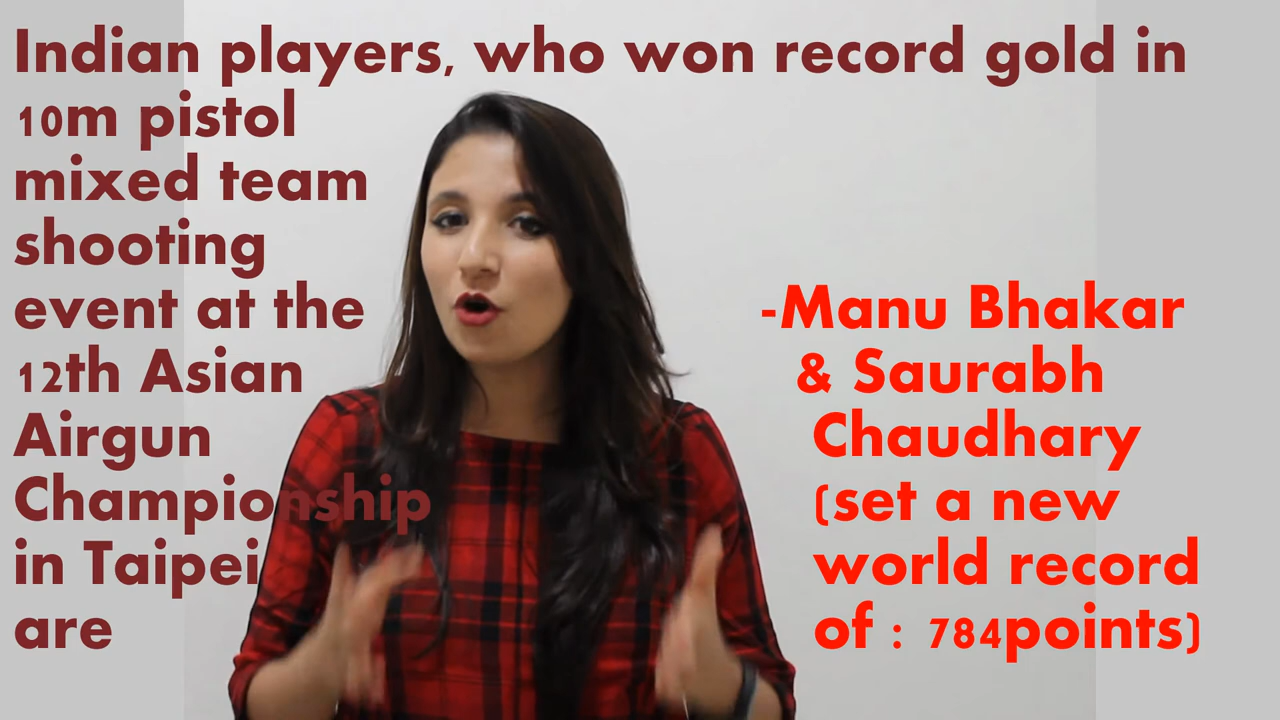 Indian players, who won record gold in
10m pistol
mixed team
shooting
event at the
12th Asian
Airgun
Championship
in Taipei
are
-Manu Bhakar
& Saurabh
Chaudhary
(set a new
world record
of : 784points)